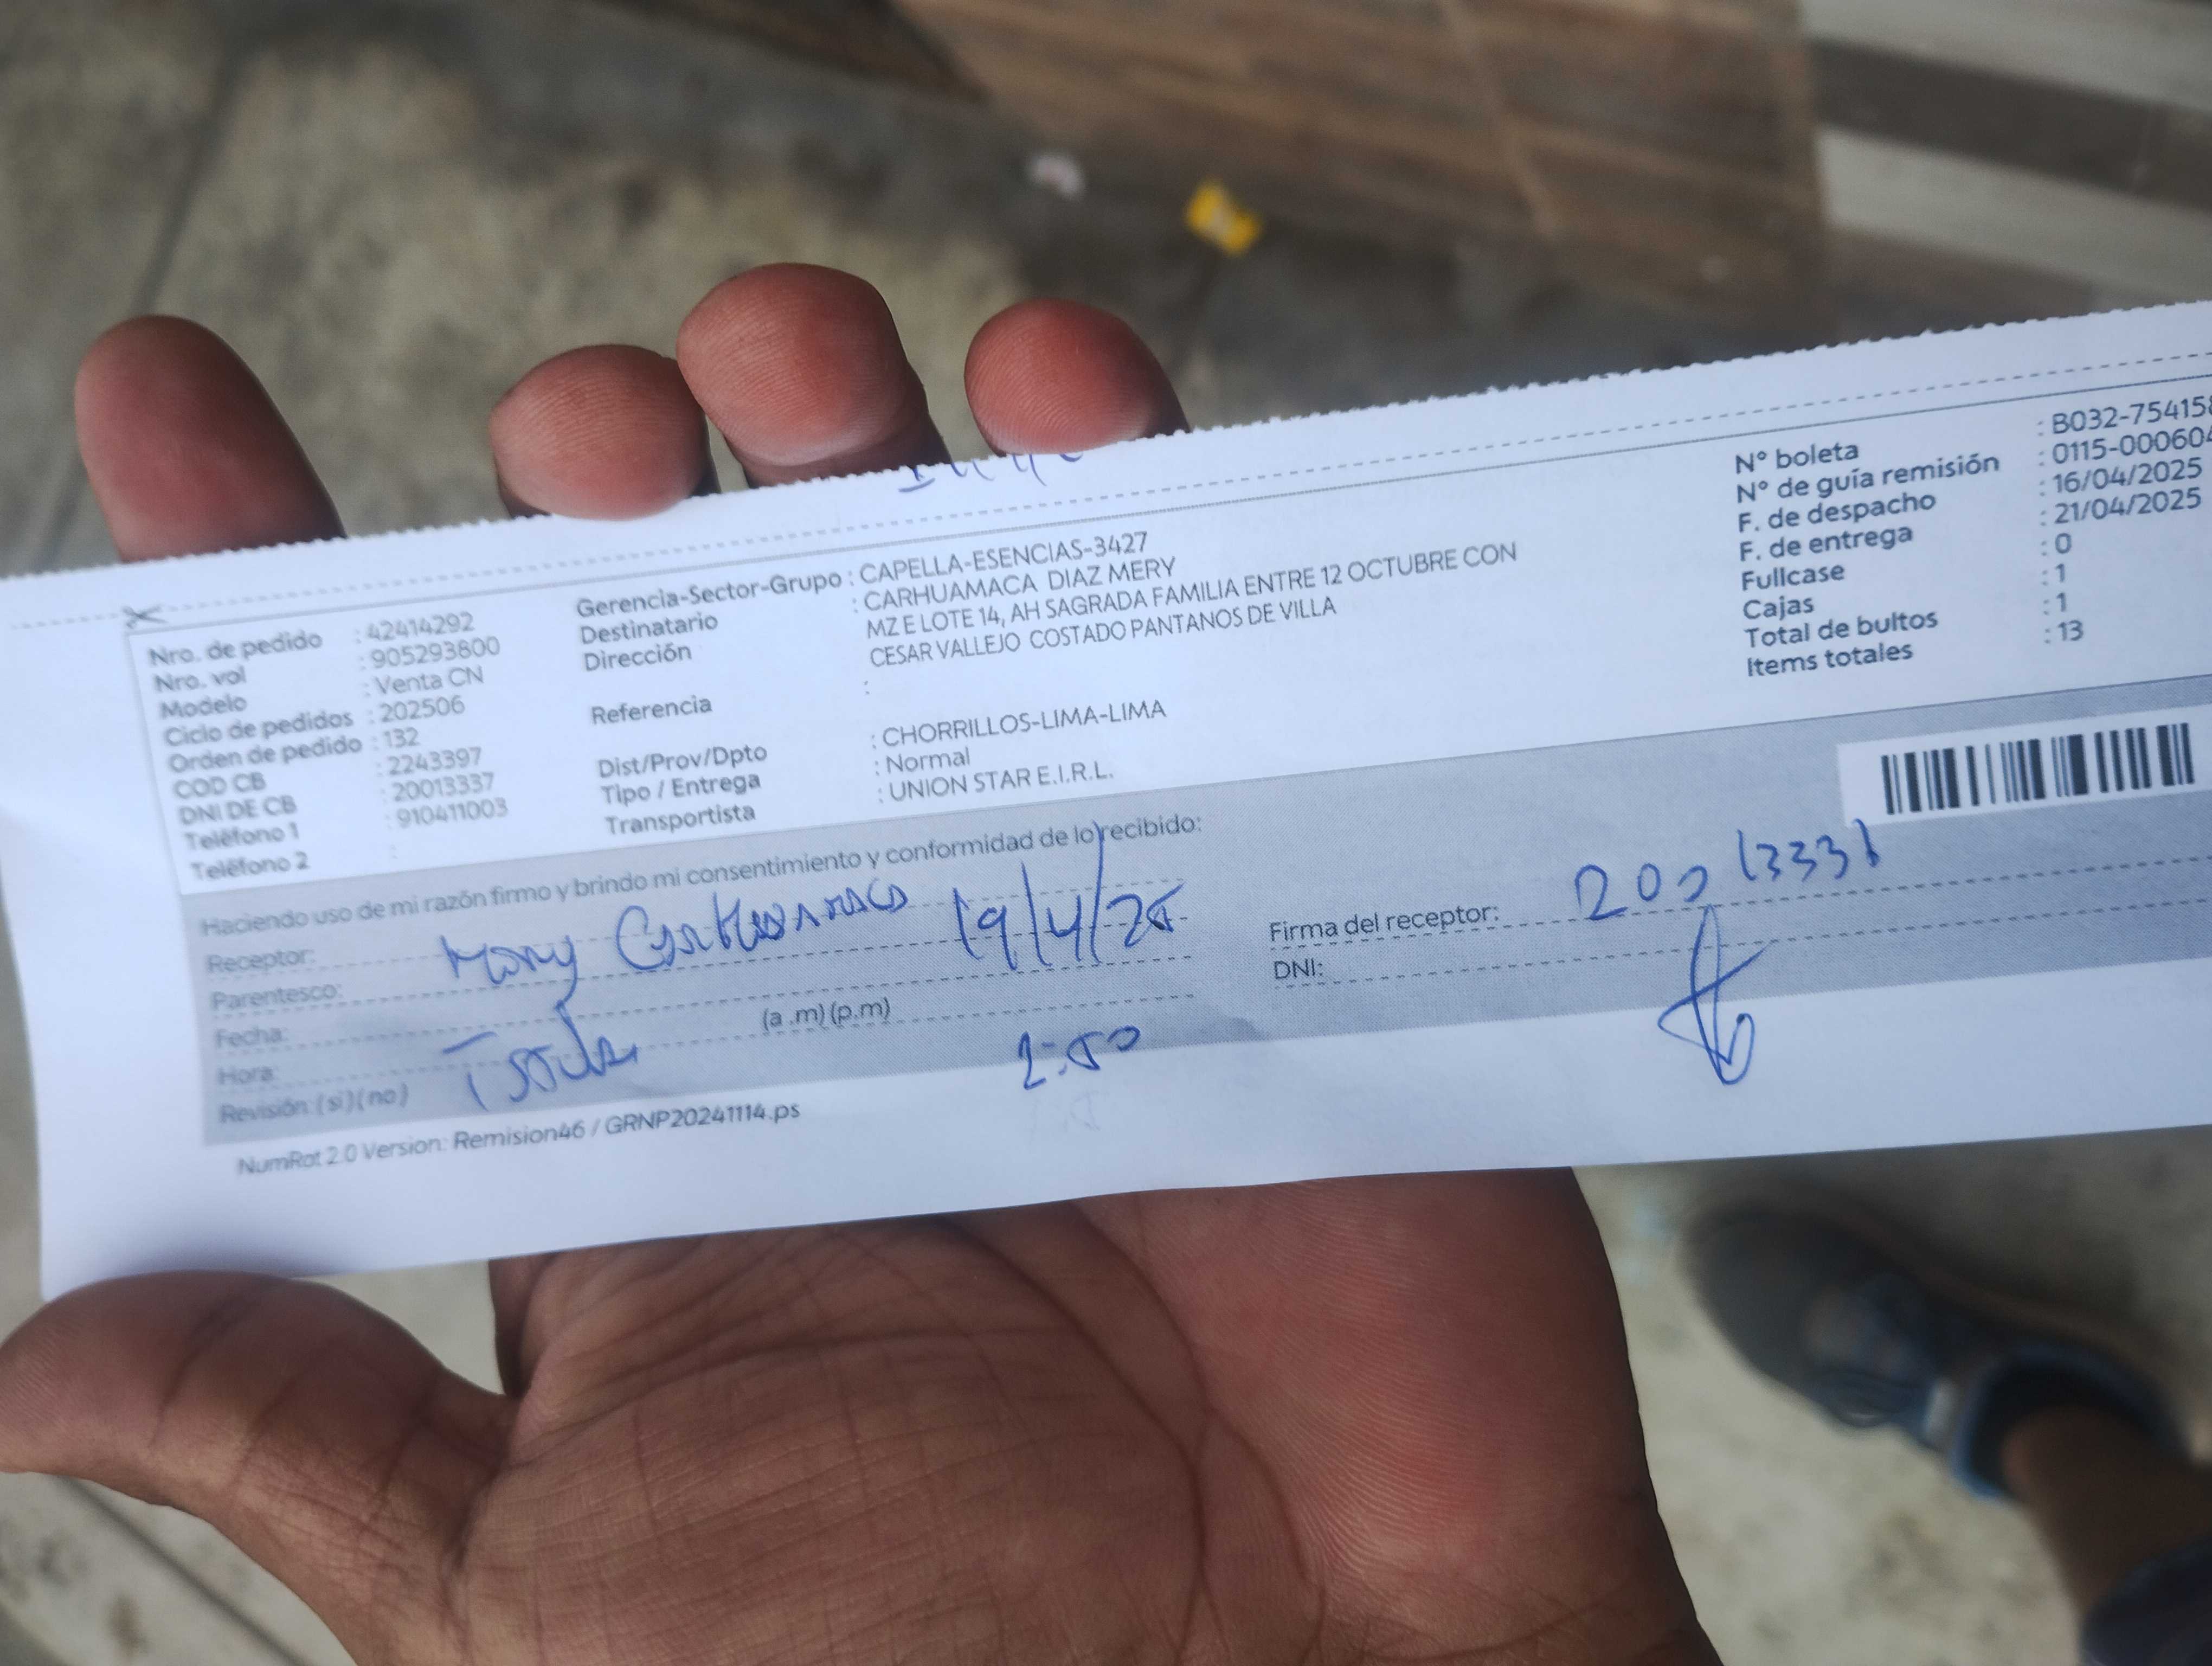 Nro. de pedido : 42414292
Nro. vol : 905293800
Modelo : Venta CN
Ciclo de pedidos : 202506
Orden de pedido : 132
COD CB : 2243397
DNI DE CB : 20013337
Teléfono 1 : 910411003
Teléfono 2 :
Gerencia-Sector-Grupo : CAPELLA-ESENCIAS-3427
Destinatario : CARHUAMACA DIAZ MERY
Dirección MZ E LOTE 14, AH SAGRADA FAMILIA ENTRE 12 OCTUBRE CON
CESAR VALLEJO COSTADO PANTANOS DE VILLA
Referencia :
Dist/Prov/Dpto : CHORRILLOS-LIMA-LIMA
Tipo / Entrega : Normal
Transportista : UNION STAR E.I.R.L.
N° boleta : B032-75415
N° de guía remisión : 0115-00060
F. de despacho : 16/04/2025
F. de entrega : 21/04/2025
Fullcase : 0
Cajas : 1
Total de bultos : 1
Items totales : 13
Haciendo uso de mi razón firmo y brindo mi consentimiento y conformidad de lo recibido:
Receptor: Mery 19/4/25
Parentesco:
Fecha:
Hora: (a .m) (p.m)
Revisión: (si) (no) 2:50
Firma del receptor:
DNI:
NumRot 2.0 Version: Remision46 / GRNP20241114.ps